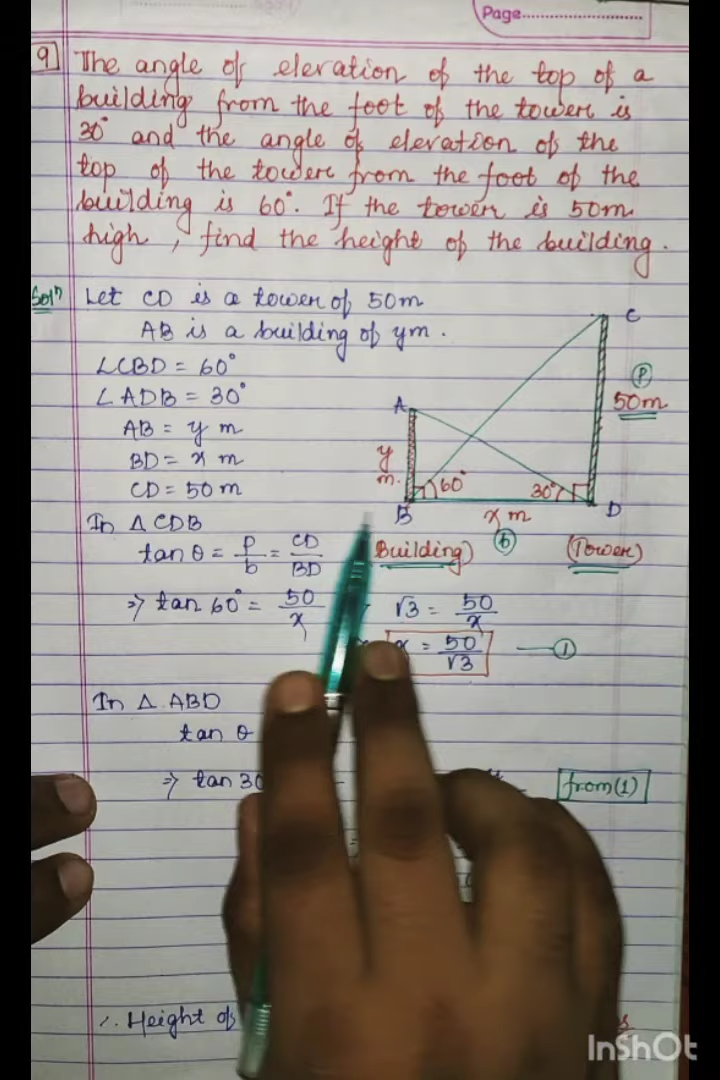 Page
9 The angle of elevation of the top of a
building from the foot of the tower is
30° and the angle of elevation of the
top of the tower from the foot of the
building is 60°. If the tower is 50m
high, find the height of the building.
Solⁿ Let CD is a tower of 50m
AB is a building of ym.
∠CBD = 60°
∠ADB = 30°
AB = y m
BD = x m
CD = 50 m
C
P
50m
A
y
m.
60°
30°
B
x m
D
b
(Building)
(Tower)
In Δ CDB
tan θ = P/b = CD/BD
⇒ tan 60° = 50/x
√3 = 50/x
x = 50/√3 — 1
In Δ ABD
tan θ
⇒ tan 30
from(1)
∴ Height of
InShOt